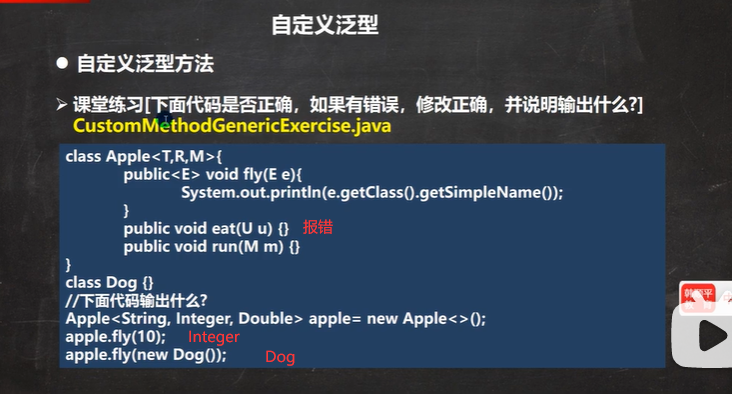 自定义泛型
● 自定义泛型方法
➢ 课堂练习[下面代码是否正确，如果有错误，修改正确，并说明输出什么?]
CustomMethodGenericExercise.java
class Apple<T,R,M>{
public<E> void fly(E e){
System.out.println(e.getClass().getSimpleName());
}
public void eat(U u) {} 报错
public void run(M m) {}
}
class Dog {}
//下面代码输出什么?
Apple<String, Integer, Double> apple= new Apple<>();
apple.fly(10); Integer
apple.fly(new Dog()); Dog